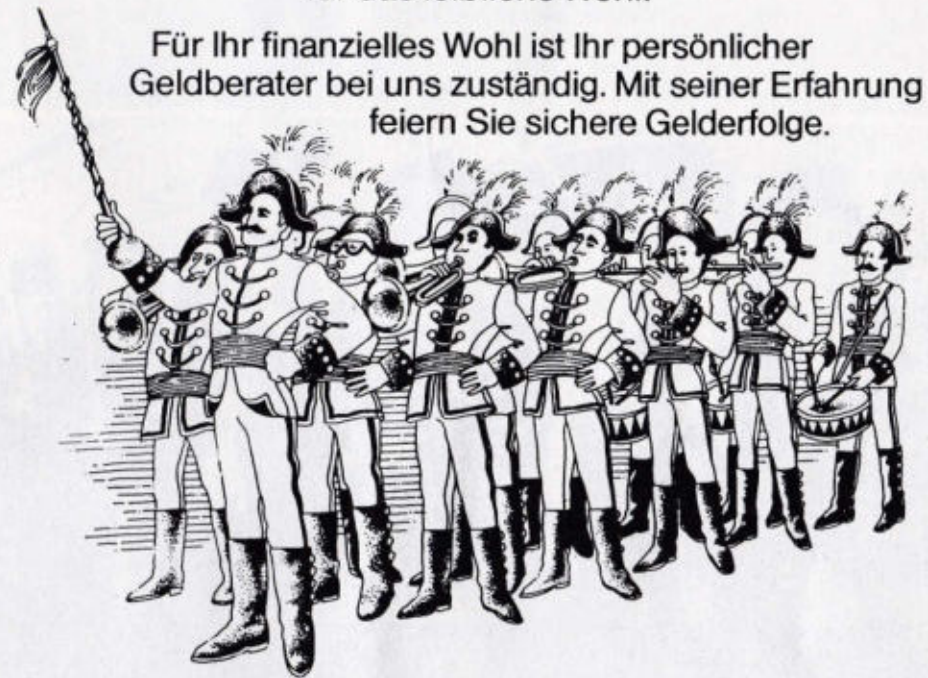 Für Ihr finanzielles Wohl ist Ihr persönlicher
Geldberater bei uns zuständig. Mit seiner Erfahrung
feiern Sie sichere Gelderfolge.